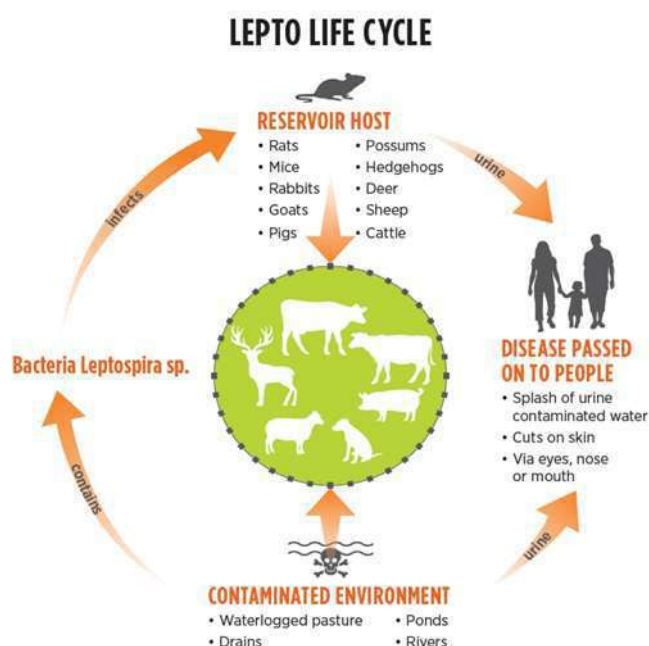 LEPTO LIFE CYCLE
RESERVOIR HOST
• Rats
• Mice
• Rabbits
• Goats
• Pigs
• Possums
• Hedgehogs
• Deer
• Sheep
• Cattle
urine
infects
DISEASE PASSED
ON TO PEOPLE
• Splash of urine
contaminated water
• Cuts on skin
• Via eyes, nose
or mouth
Bacteria Leptospira sp.
contains
urine
CONTAMINATED ENVIRONMENT
• Waterlogged pasture
• Drains
• Ponds
• Rivers